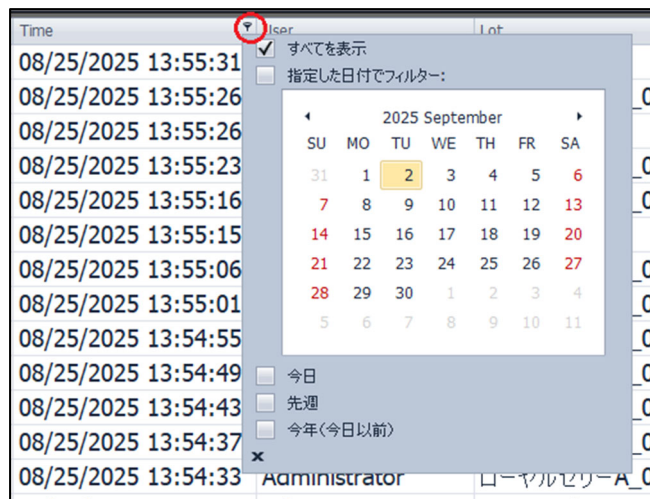 Time User Lot
08/25/2025 13:55:31
08/25/2025 13:55:26
08/25/2025 13:55:26
08/25/2025 13:55:23
08/25/2025 13:55:16
08/25/2025 13:55:15
08/25/2025 13:55:06
08/25/2025 13:55:01
08/25/2025 13:54:55
08/25/2025 13:54:49
08/25/2025 13:54:43
08/25/2025 13:54:37
08/25/2025 13:54:33 Administrator ローヤルゼリーA_0
すべてを表示
指定した日付でフィルター:
2025 September
SU MO TU WE TH FR SA
31 1 2 3 4 5 6
7 8 9 10 11 12 13
14 15 16 17 18 19 20
21 22 23 24 25 26 27
28 29 30 1 2 3 4
5 6 7 8 9 10 11
今日
先週
今年(今日以前)